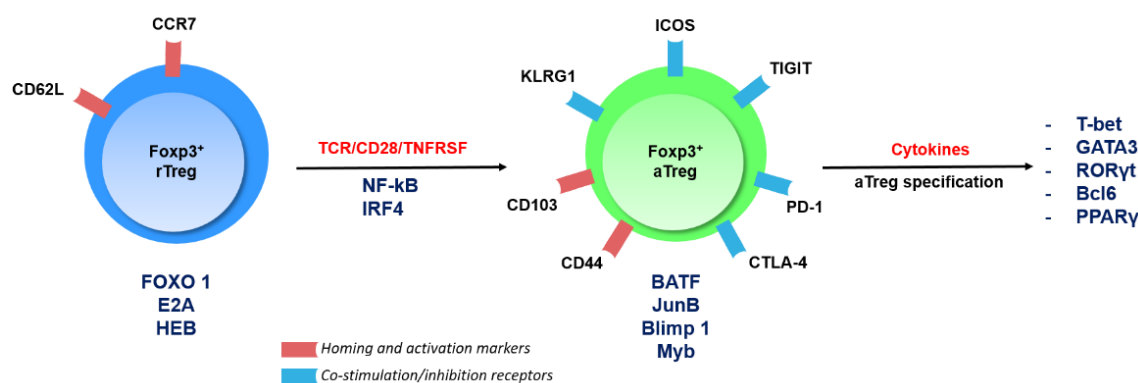 CCR7
CD62L
Foxp3⁺
rTreg
FOXO 1
E2A
HEB
TCR/CD28/TNFRSF
NF-kB
IRF4
ICOS
KLRG1
TIGIT
Foxp3⁺
aTreg
CD103
PD-1
CD44
CTLA-4
BATF
JunB
Blimp 1
Myb
Cytokines
aTreg specification
- T-bet
- GATA3
- RORγt
- Bcl6
- PPARγ
Homing and activation markers
Co-stimulation/inhibition receptors